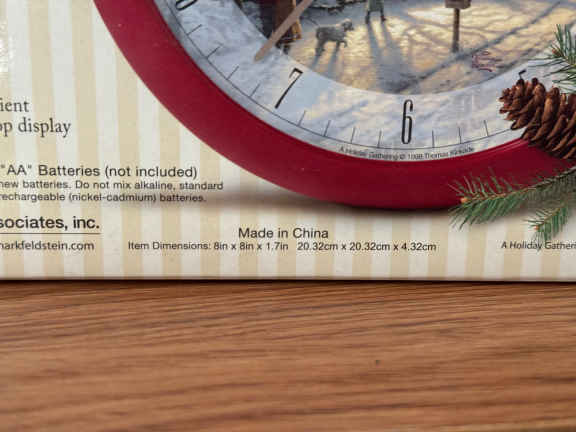 8
7
6
5
A Holiday Gathering © 1998 Thomas Kinkade
ient
op display
"AA" Batteries (not included)
new batteries. Do not mix alkaline, standard
rechargeable (nickel-cadmium) batteries.
sociates, inc.
markfeldstein.com
Made in China
Item Dimensions: 8in x 8in x 1.7in 20.32cm x 20.32cm x 4.32cm
A Holiday Gatheri